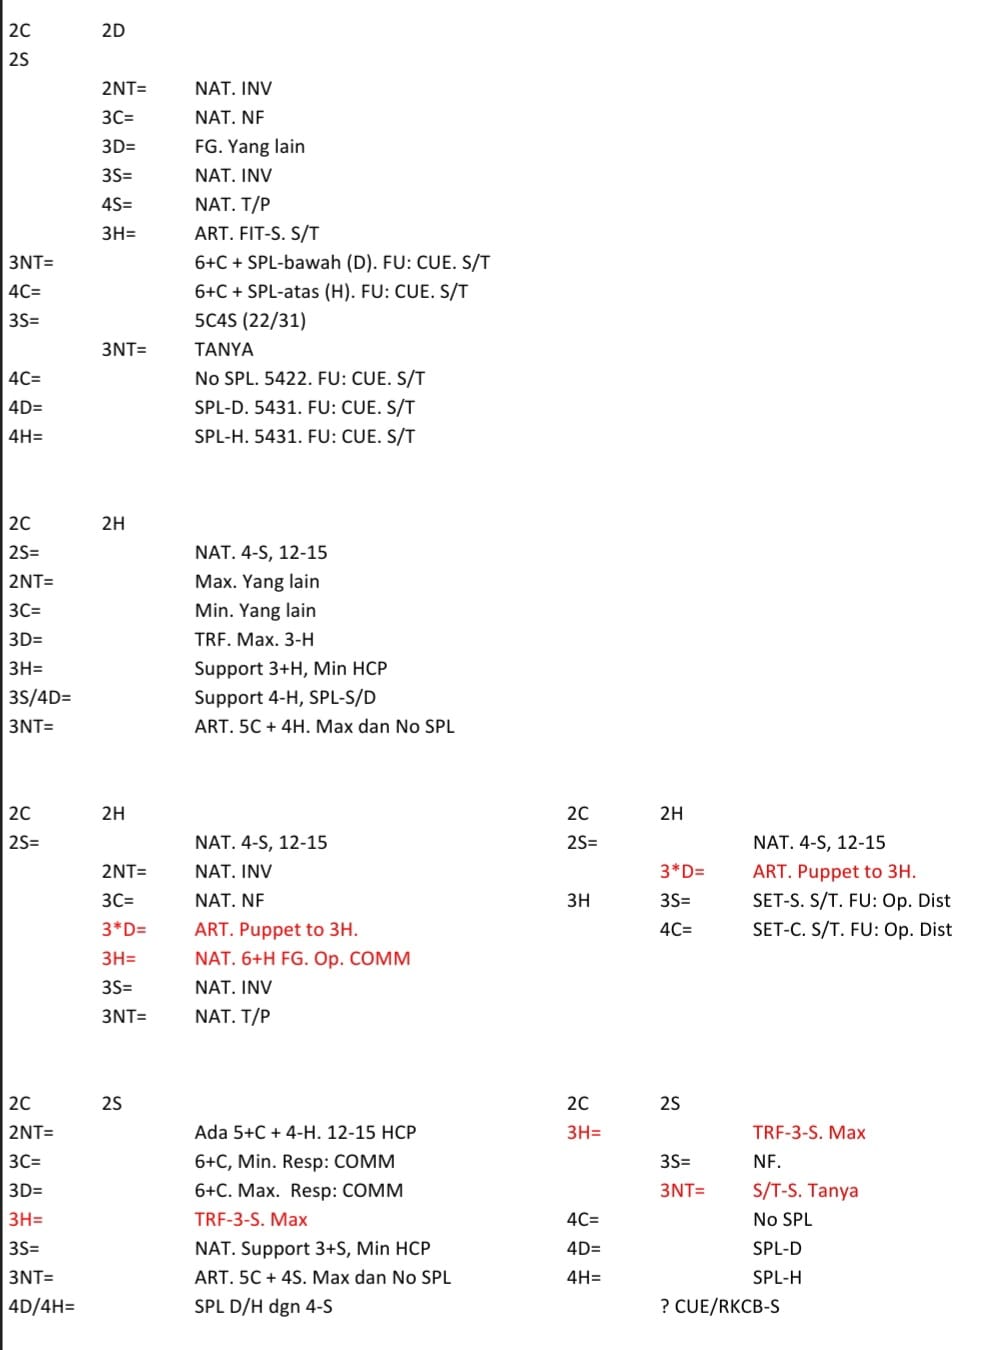 2C 2D
2S
2NT= NAT. INV
3C= NAT. NF
3D= FG. Yang lain
3S= NAT. INV
4S= NAT. T/P
3H= ART. FIT-S. S/T
3NT= 6+C + SPL-bawah (D). FU: CUE. S/T
4C= 6+C + SPL-atas (H). FU: CUE. S/T
3S= 5C4S (22/31)
3NT= TANYA
4C= No SPL. 5422. FU: CUE. S/T
4D= SPL-D. 5431. FU: CUE. S/T
4H= SPL-H. 5431. FU: CUE. S/T
2C 2H
2S= NAT. 4-S, 12-15
2NT= Max. Yang lain
3C= Min. Yang lain
3D= TRF. Max. 3-H
3H= Support 3+H, Min HCP
3S/4D= Support 4-H, SPL-S/D
3NT= ART. 5C + 4H. Max dan No SPL
2C 2H
2S= NAT. 4-S, 12-15
2NT= NAT. INV
3C= NAT. NF
3*D= ART. Puppet to 3H.
3H= NAT. 6+H FG. Op. COMM
3S= NAT. INV
3NT= NAT. T/P
2C 2H
2S= NAT. 4-S, 12-15
3*D= ART. Puppet to 3H.
3H 3S= SET-S. S/T. FU: Op. Dist
4C= SET-C. S/T. FU: Op. Dist
2C 2S
2NT= Ada 5+C + 4-H. 12-15 HCP
3C= 6+C, Min. Resp: COMM
3D= 6+C. Max. Resp: COMM
3H= TRF-3-S. Max
3S= NAT. Support 3+S, Min HCP
3NT= ART. 5C + 4S. Max dan No SPL
4D/4H= SPL D/H dgn 4-S
2C 2S
3H= TRF-3-S. Max
3S= NF.
3NT= S/T-S. Tanya
4C= No SPL
4D= SPL-D
4H= SPL-H
? CUE/RKCB-S